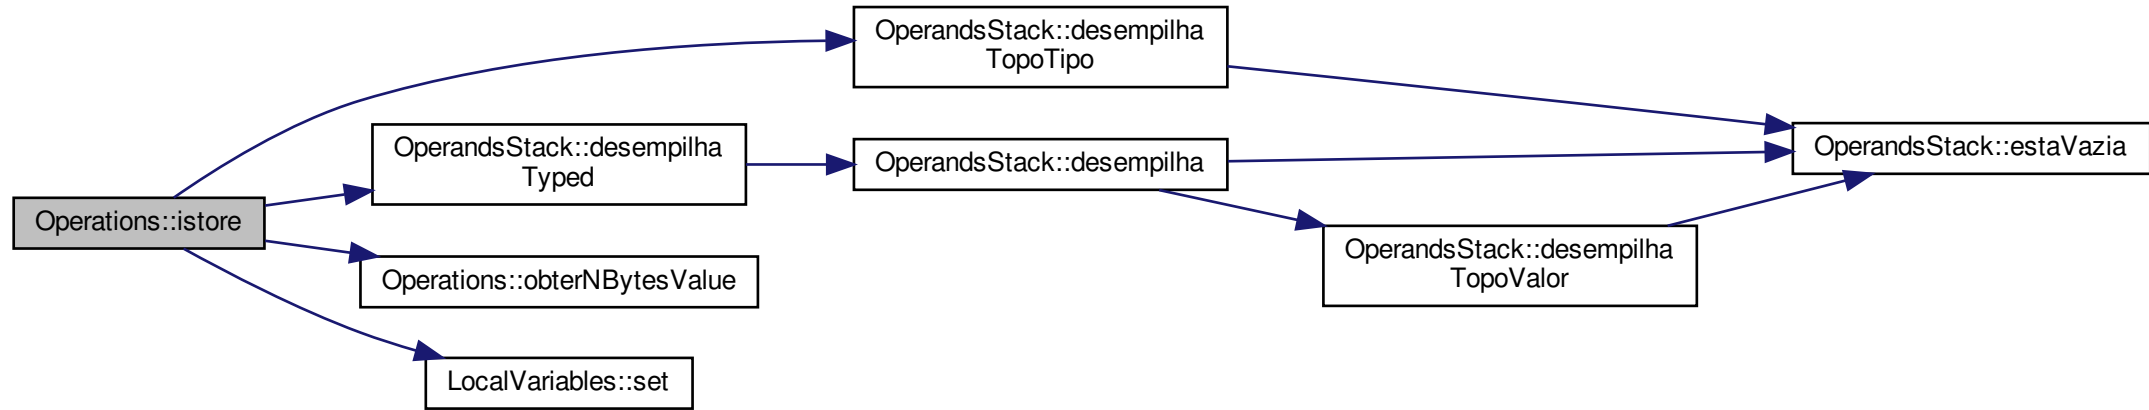 Operations::istore
OperandsStack::desempilha
TopoTipo
OperandsStack::desempilha
Typed
OperandsStack::desempilha
OperandsStack::estaVazia
OperandsStack::desempilha
TopoValor
Operations::obterNBytesValue
LocalVariables::set